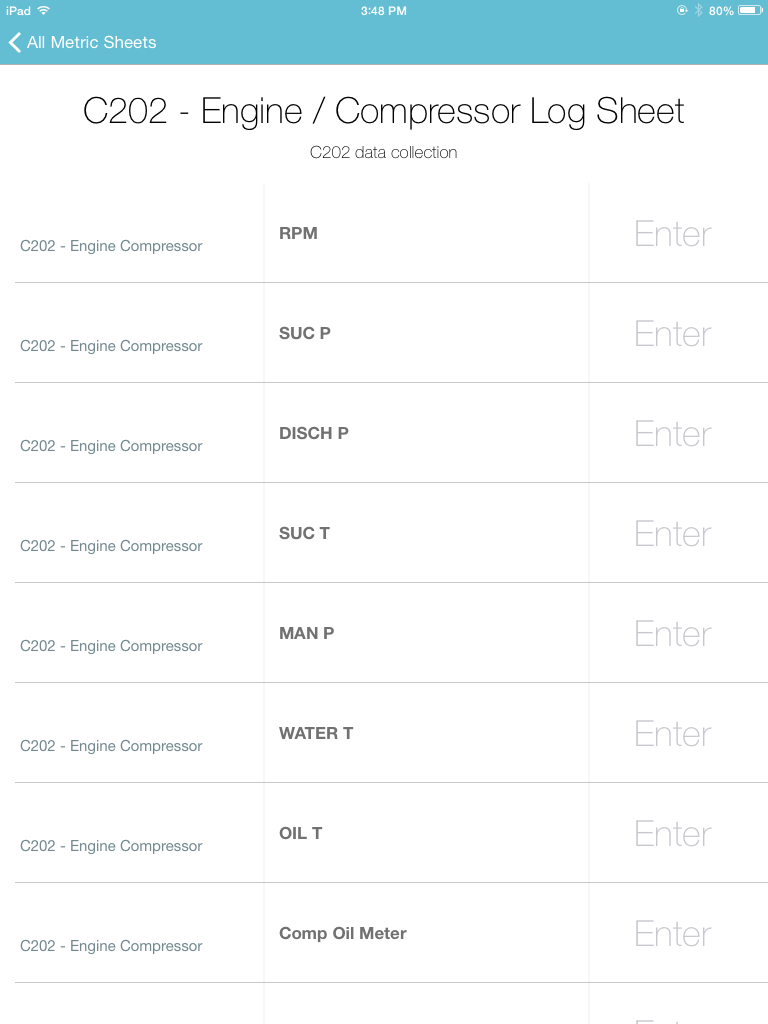 iPad 3:48 PM 80%
All Metric Sheets
C202 - Engine / Compressor Log Sheet
C202 data collection
C202 - Engine Compressor RPM Enter
C202 - Engine Compressor SUC P Enter
C202 - Engine Compressor DISCH P Enter
C202 - Engine Compressor SUC T Enter
C202 - Engine Compressor MAN P Enter
C202 - Engine Compressor WATER T Enter
C202 - Engine Compressor OIL T Enter
C202 - Engine Compressor Comp Oil Meter Enter